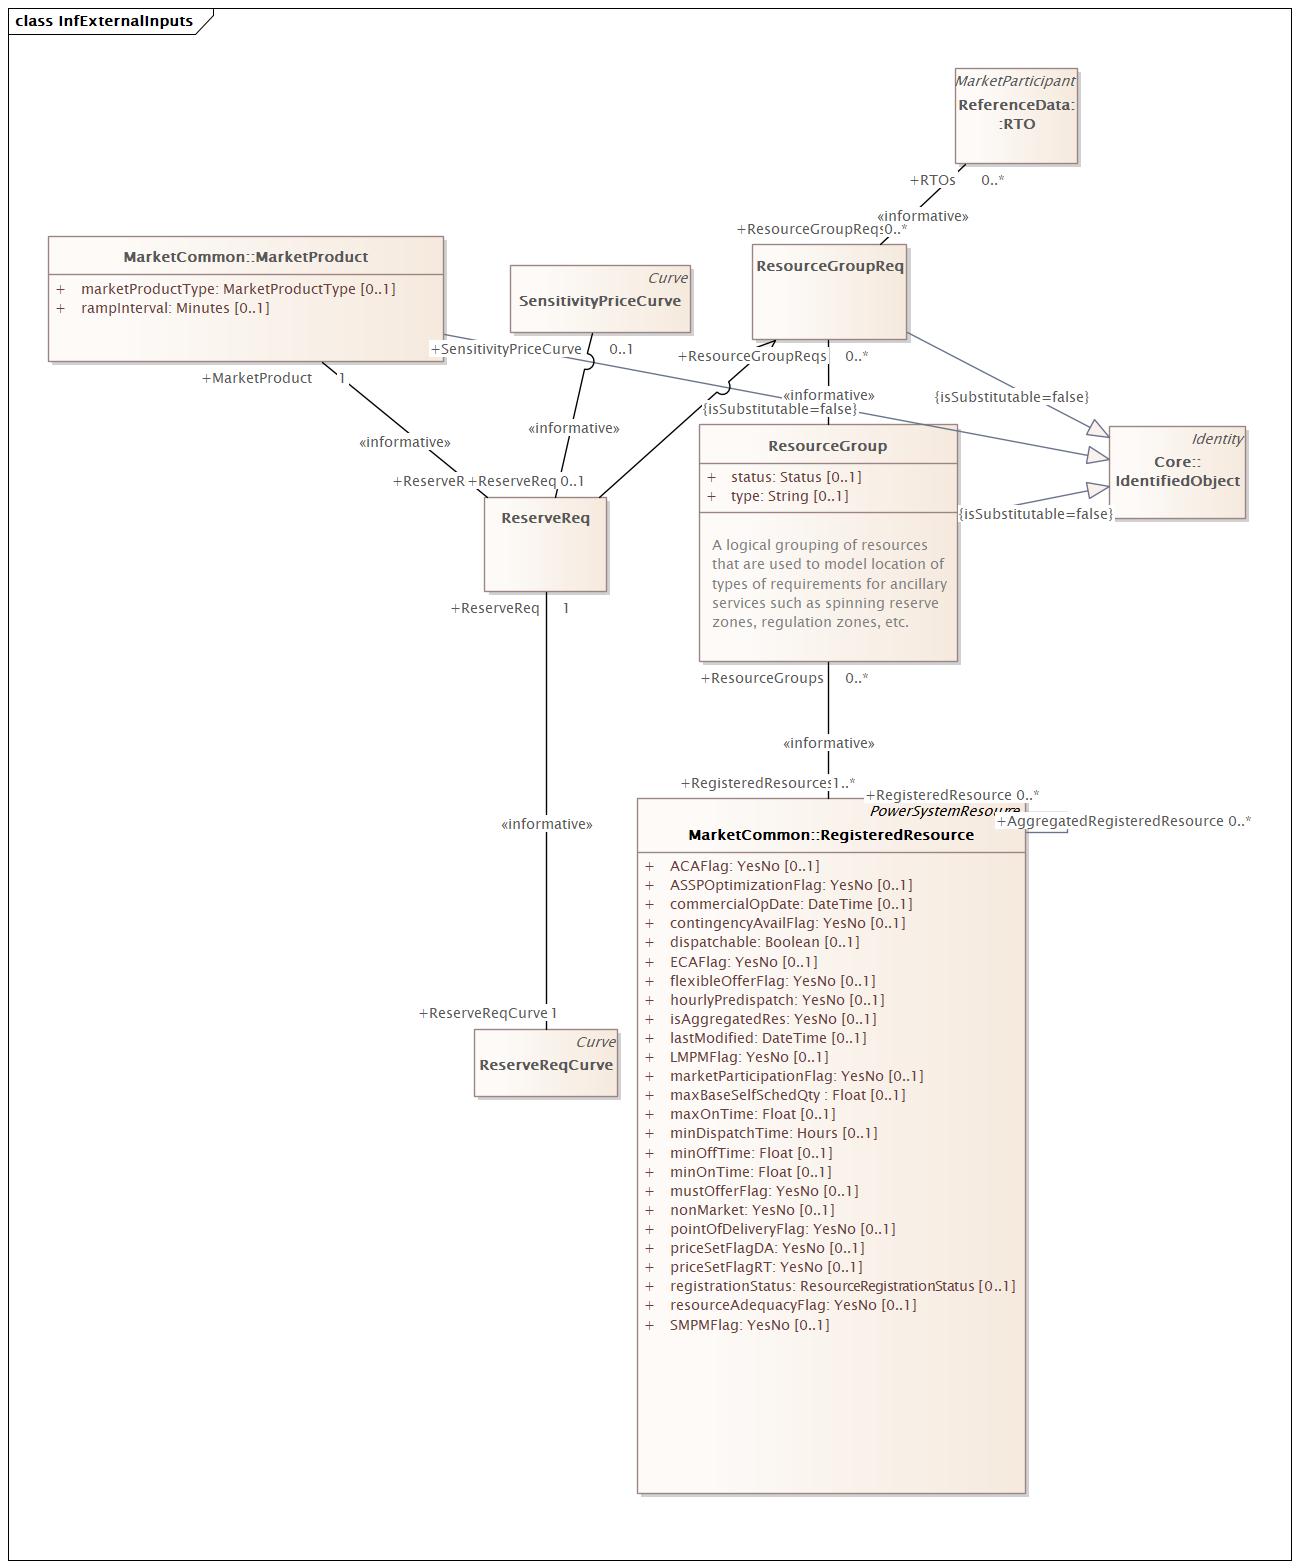 class InfExternalInputs
MarketParticipant
ReferenceData:
:RTO
+RTOs 0..*
«informative»
+ResourceGroupReqs 0..*
ResourceGroupReq
MarketCommon::MarketProduct
+ marketProductType: MarketProductType [0..1]
+ rampInterval: Minutes [0..1]
Curve
SensitivityPriceCurve
+SensitivityPriceCurve 0..1
+ResourceGroupReqs 0..*
+MarketProduct 1
«informative»
{isSubstitutable=false}
{isSubstitutable=false}
«informative»
«informative»
+ReserveR
+ReserveReq 0..1
ReserveReq
ResourceGroup
+ status: Status [0..1]
+ type: String [0..1]
A logical grouping of resources
that are used to model location of
types of requirements for ancillary
services such as spinning reserve
zones, regulation zones, etc.
Identity
Core::
IdentifiedObject
{isSubstitutable=false}
+ReserveReq 1
+ResourceGroups 0..*
«informative»
+RegisteredResources 1..*
+RegisteredResource 0..*
PowerSystemResource
+AggregatedRegisteredResource 0..*
«informative»
MarketCommon::RegisteredResource
+ ACAFlag: YesNo [0..1]
+ ASSPOptimizationFlag: YesNo [0..1]
+ commercialOpDate: DateTime [0..1]
+ contingencyAvailFlag: YesNo [0..1]
+ dispatchable: Boolean [0..1]
+ ECAFlag: YesNo [0..1]
+ flexibleOfferFlag: YesNo [0..1]
+ hourlyPredispatch: YesNo [0..1]
+ isAggregatedRes: YesNo [0..1]
+ lastModified: DateTime [0..1]
+ LMPMFlag: YesNo [0..1]
+ marketParticipationFlag: YesNo [0..1]
+ maxBaseSelfSchedQty : Float [0..1]
+ maxOnTime: Float [0..1]
+ minDispatchTime: Hours [0..1]
+ minOffTime: Float [0..1]
+ minOnTime: Float [0..1]
+ mustOfferFlag: YesNo [0..1]
+ nonMarket: YesNo [0..1]
+ pointOfDeliveryFlag: YesNo [0..1]
+ priceSetFlagDA: YesNo [0..1]
+ priceSetFlagRT: YesNo [0..1]
+ registrationStatus: ResourceRegistrationStatus [0..1]
+ resourceAdequacyFlag: YesNo [0..1]
+ SMPMFlag: YesNo [0..1]
+ReserveReqCurve 1
Curve
ReserveReqCurve